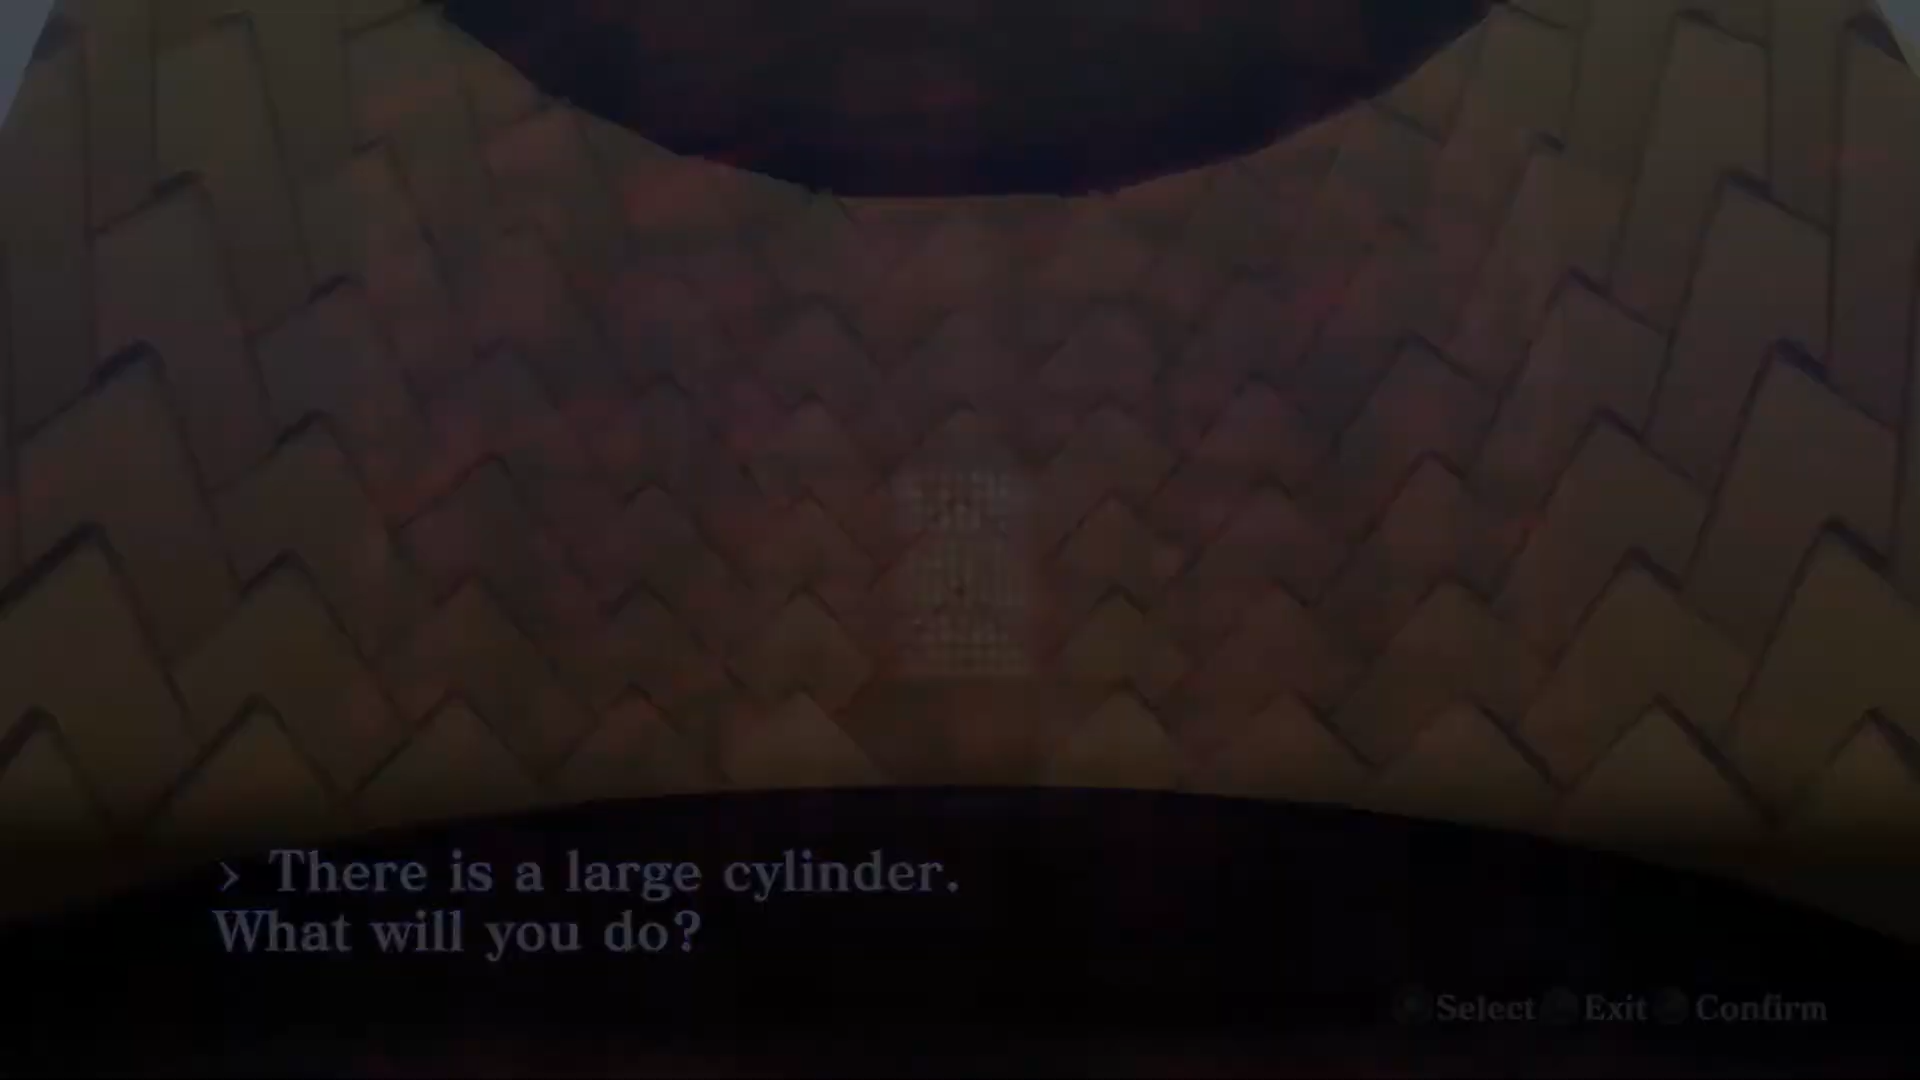 > There is a large cylinder.
What will you do?
Select Exit Confirm